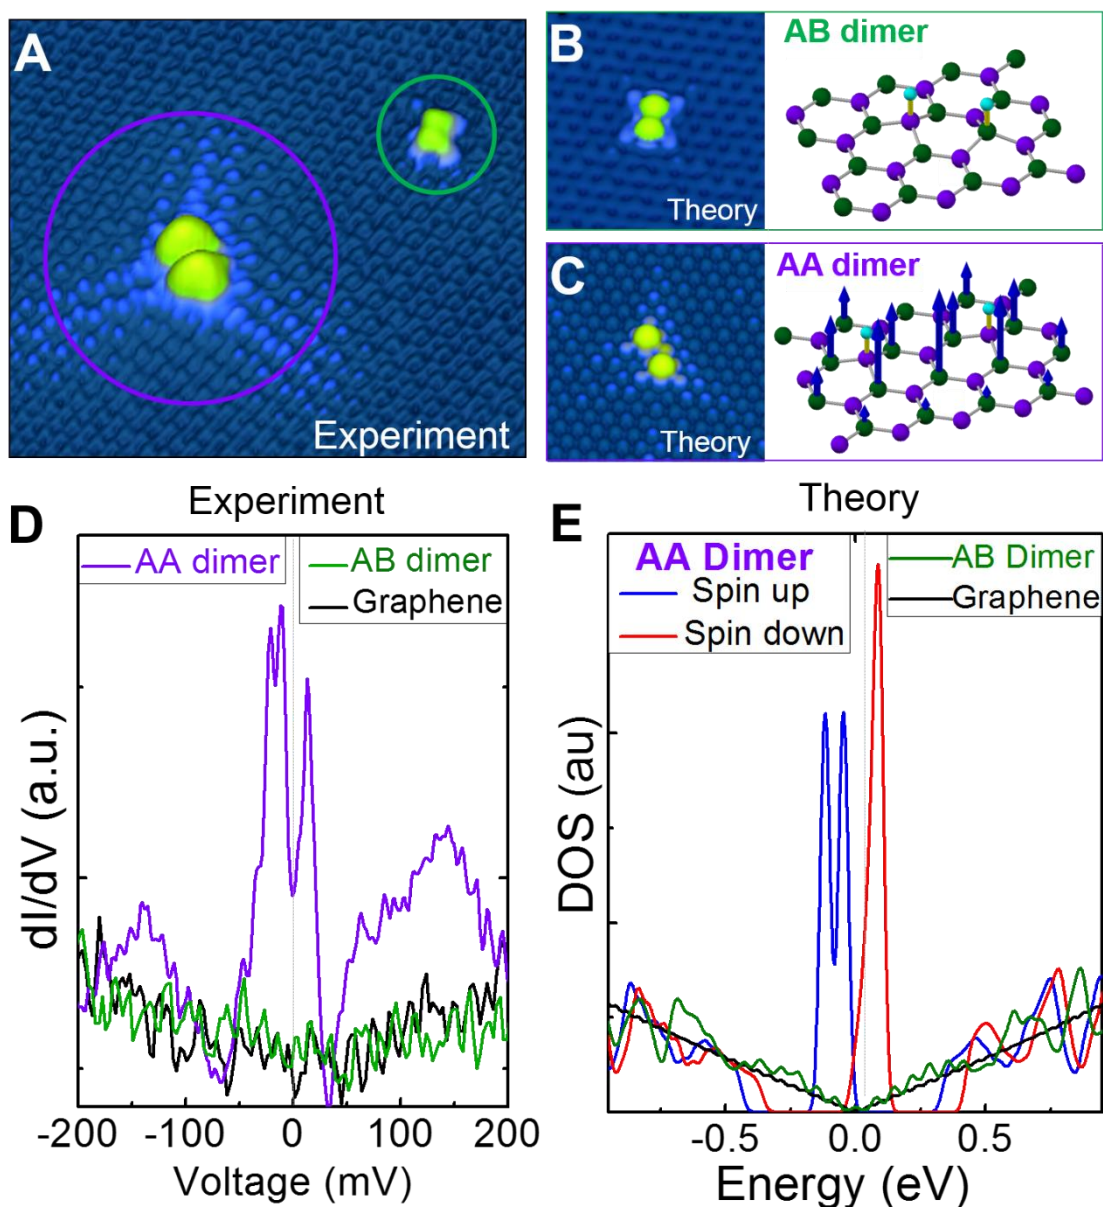 A
Experiment
B
Theory
AB dimer
C
Theory
AA dimer
D
Experiment
AA dimer
AB dimer
Graphene
dI/dV (a.u.)
-200 -100 0 100 200
Voltage (mV)
E
Theory
AA Dimer
Spin up
Spin down
AB Dimer
Graphene
DOS (au)
-0.5 0.0 0.5
Energy (eV)